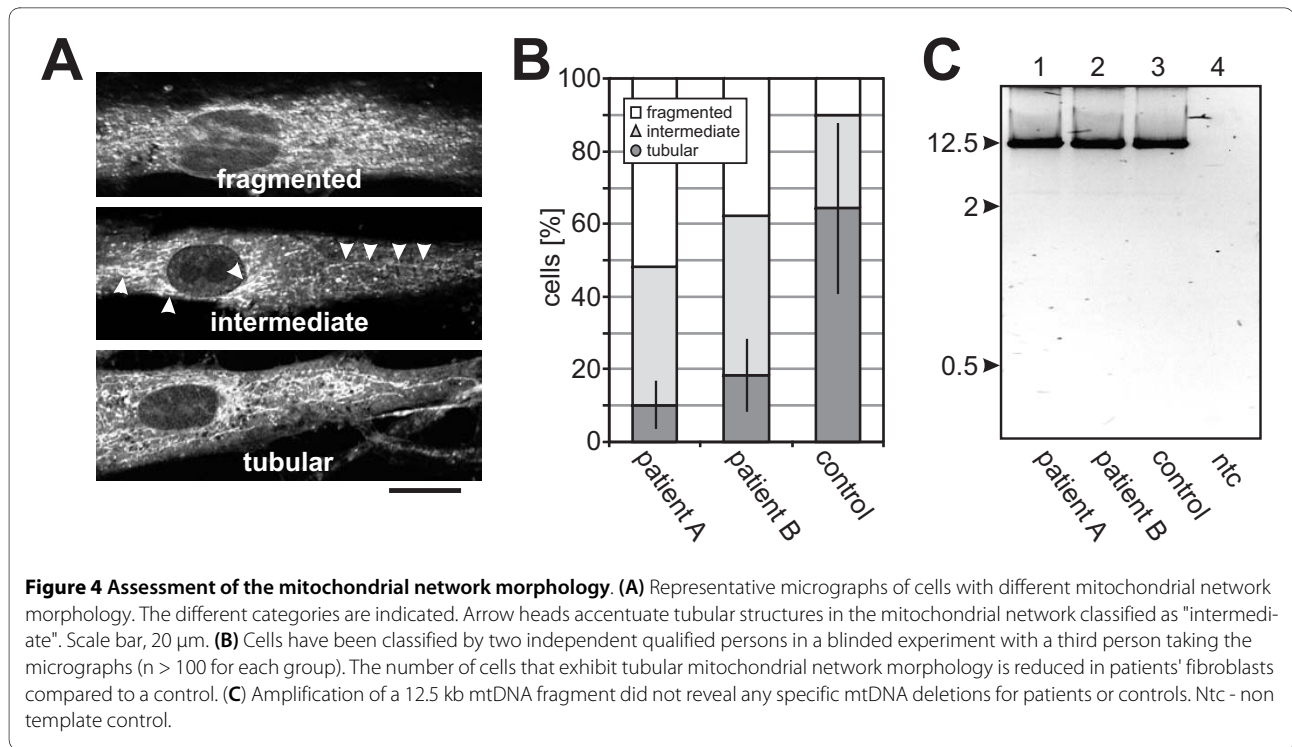 A
fragmented
intermediate
tubular
B
100
80
60
40
20
0
cells [%]
fragmented
intermediate
tubular
patient A
patient B
control
C
1 2 3 4
12.5
2
0.5
patient A
patient B
control
ntc
Figure 4 Assessment of the mitochondrial network morphology. (A) Representative micrographs of cells with different mitochondrial network
morphology. The different categories are indicated. Arrow heads accentuate tubular structures in the mitochondrial network classified as "intermedi-
ate". Scale bar, 20 μm. (B) Cells have been classified by two independent qualified persons in a blinded experiment with a third person taking the
micrographs (n > 100 for each group). The number of cells that exhibit tubular mitochondrial network morphology is reduced in patients' fibroblasts
compared to a control. (C) Amplification of a 12.5 kb mtDNA fragment did not reveal any specific mtDNA deletions for patients or controls. Ntc - non
template control.